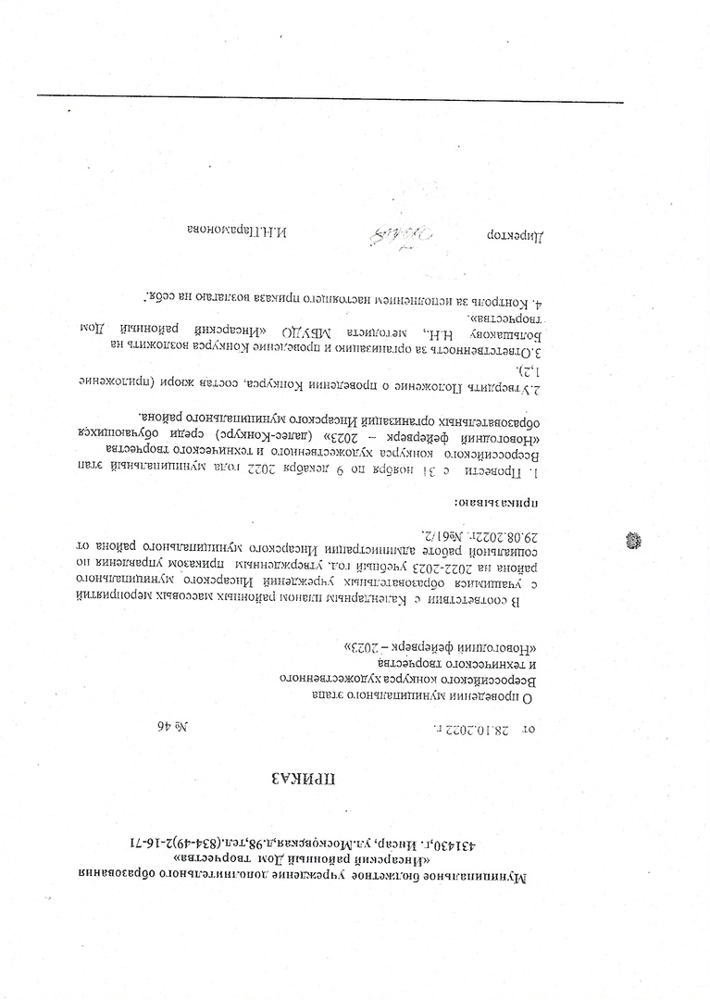 Муниципальное бюджетное учреждение дополнительного образования
«Инсарский районный Дом творчества»
431430,г. Инсар, ул.Московская,д.98,тел.(834-49)2-16-71
ПРИКАЗ
от 28.10.2022 г. № 46
О проведении муниципального этапа
Всероссийского конкурса художественного
и технического творчества
«Новогодний фейерверк – 2023»
В соответствии с Календарным планом районных массовых мероприятий
с учащимися образовательных учреждений Инсарского муниципального
района на 2022-2023 учебный год, утвержденным приказом управления по
социальной работе администрации Инсарского муниципального района от
29.08.2022г. №61/2,
приказываю:
1. Провести с 31 ноября по 9 декабря 2022 года муниципальный этап
Всероссийского конкурса художественного и технического творчества
«Новогодний фейерверк – 2023» (далее-Конкурс) среди обучающихся
образовательных организаций Инсарского муниципального района.
2.Утвердить Положение о проведении Конкурса, состав жюри (приложение
1,2).
3.Ответственность за организацию и проведение Конкурса возложить на
Большакову Н.Н., методиста МБУДО «Инсарский районный Дом
творчества».
4. Контроль за исполнением настоящего приказа возлагаю на себя.
Директор И.Н.Парамонова